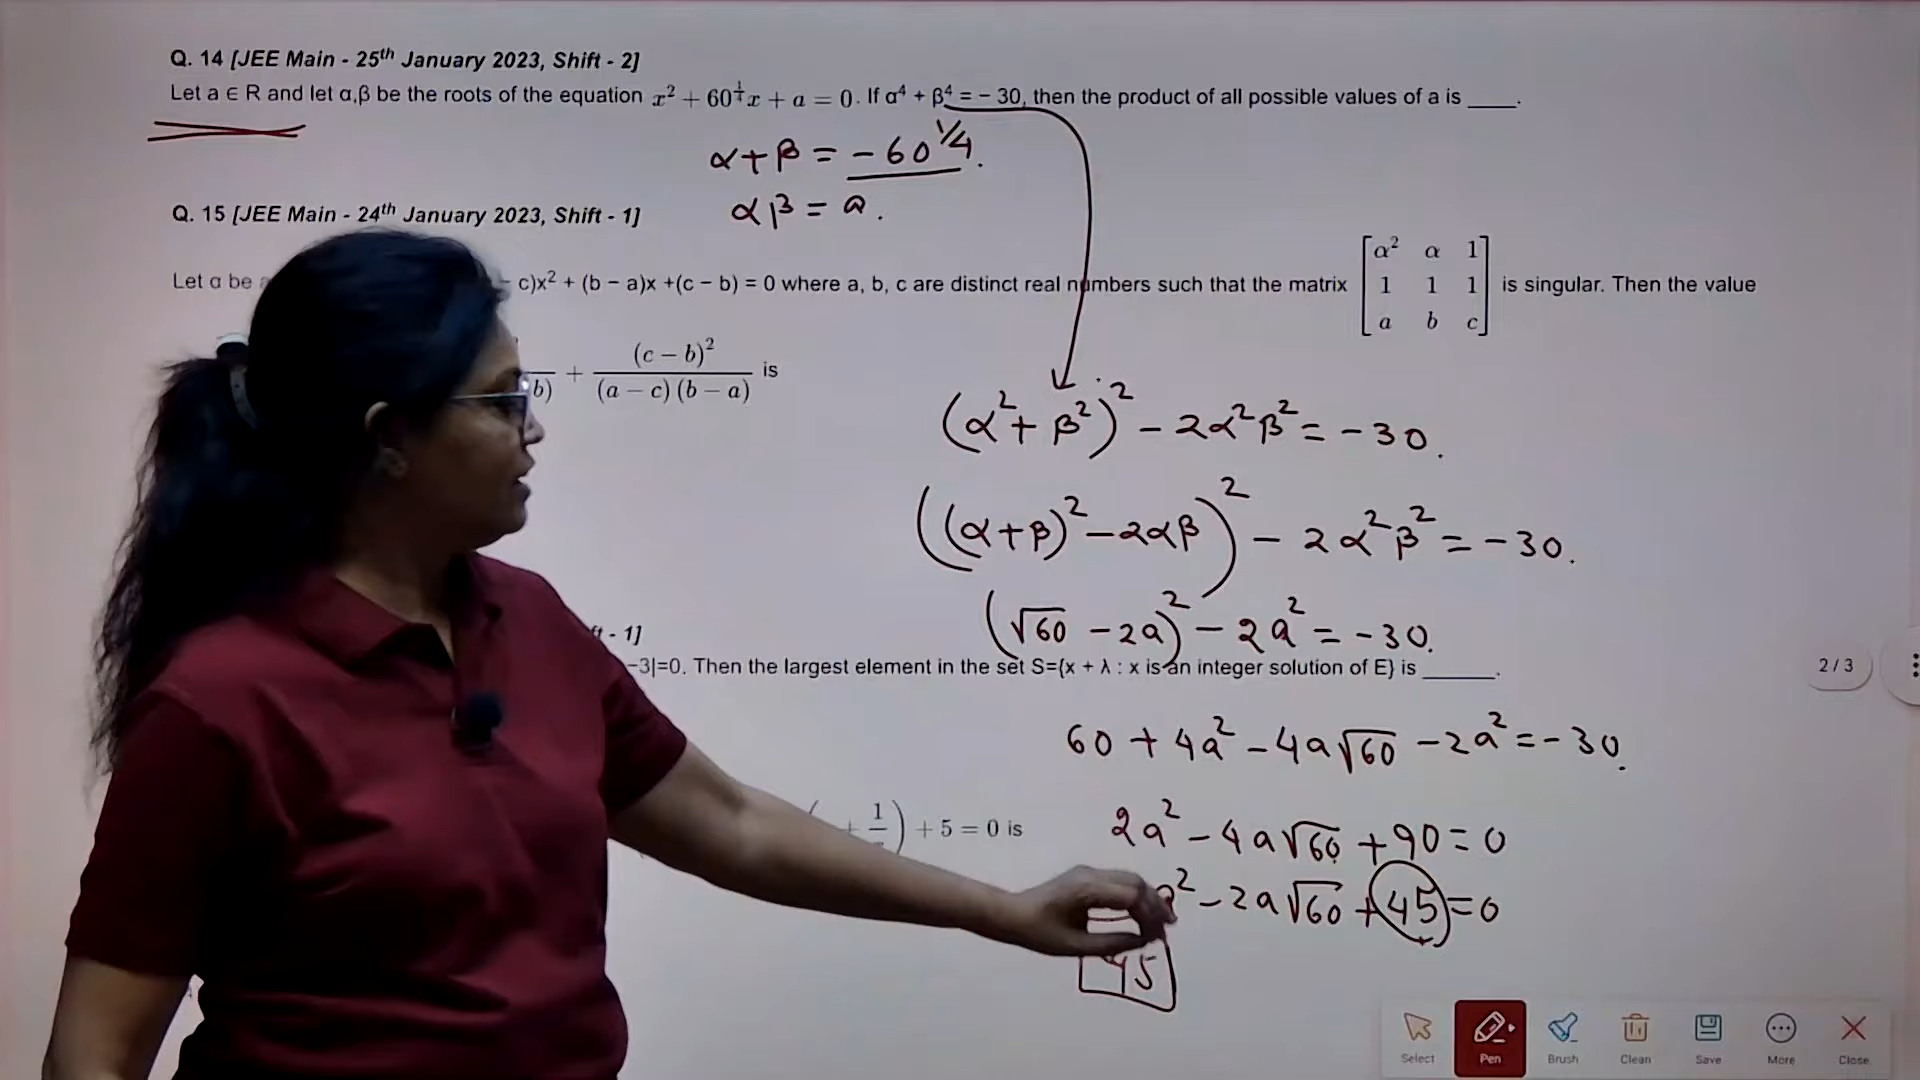 Q. 14 [JEE Main - 25th January 2023, Shift - 2]
Let a ∈ R and let α,β be the roots of the equation x² + 60^(1/4)x + a = 0. If α⁴ + β⁴ = − 30, then the product of all possible values of a is ____.
α+β = −60^(1/4).
αβ = a.
Q. 15 [JEE Main - 24th January 2023, Shift - 1]
Let α be c)x² + (b − a)x +(c − b) = 0 where a, b, c are distinct real numbers such that the matrix [α² α 1; 1 1 1; a b c] is singular. Then the value
b) + (c − b)²/(a − c)(b − a) is
(α²+β²)² − 2α²β² = −30.
((α+β)² − 2αβ)² − 2α²β² = −30.
(√60 − 2a)² − 2a² = −30.
- 1]
−3|=0. Then the largest element in the set S={x + λ : x is an integer solution of E} is ______.
60 + 4a² − 4a√60 − 2a² = −30.
2a² − 4a√60 + 90 = 0
+ 1/ ) + 5 = 0 is
² − 2a√60 + 45 = 0
45
2 / 3
Select
Pen
Brush
Clean
Save
More
Close